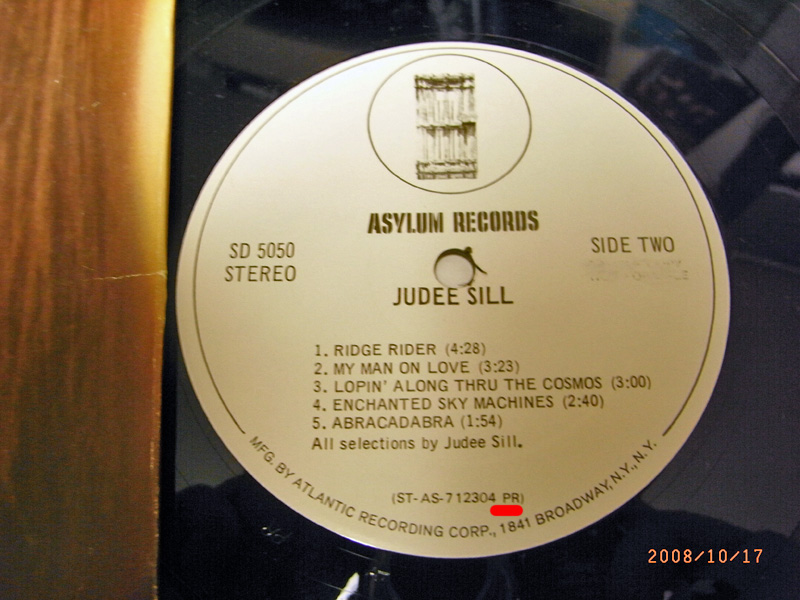 ASYLUM RECORDS
SD 5050
STEREO
SIDE TWO
JUDEE SILL
1. RIDGE RIDER (4:28)
2. MY MAN ON LOVE (3:23)
3. LOPIN' ALONG THRU THE COSMOS (3:00)
4. ENCHANTED SKY MACHINES (2:40)
5. ABRACADABRA (1:54)
All selections by Judee Sill.
(ST-AS-712304 PR)
MFG. BY ATLANTIC RECORDING CORP., 1841 BROADWAY, N.Y., N.Y.
2008/10/17